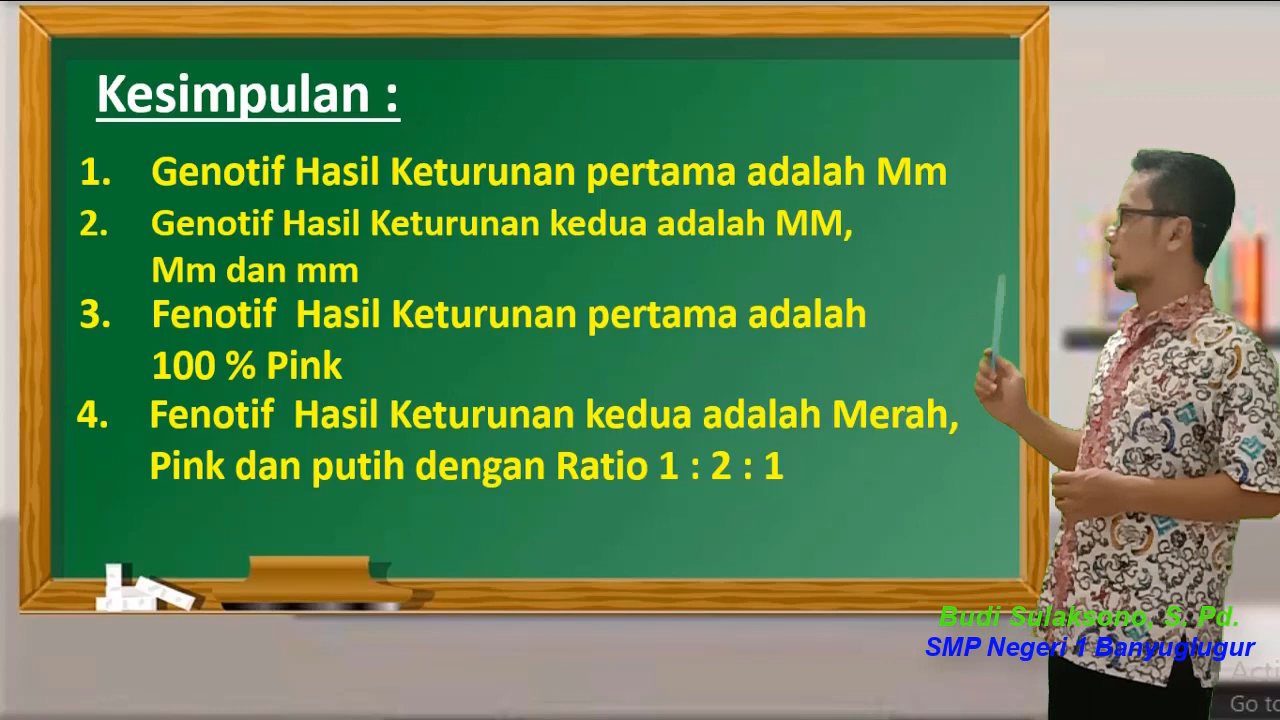 Kesimpulan :
1. Genotif Hasil Keturunan pertama adalah Mm
2. Genotif Hasil Keturunan kedua adalah MM,
Mm dan mm
3. Fenotif Hasil Keturunan pertama adalah
100 % Pink
4. Fenotif Hasil Keturunan kedua adalah Merah,
Pink dan putih dengan Ratio 1 : 2 : 1
Budi Sulaksono, S. Pd.
SMP Negeri 1 Banyuglugur
Go to